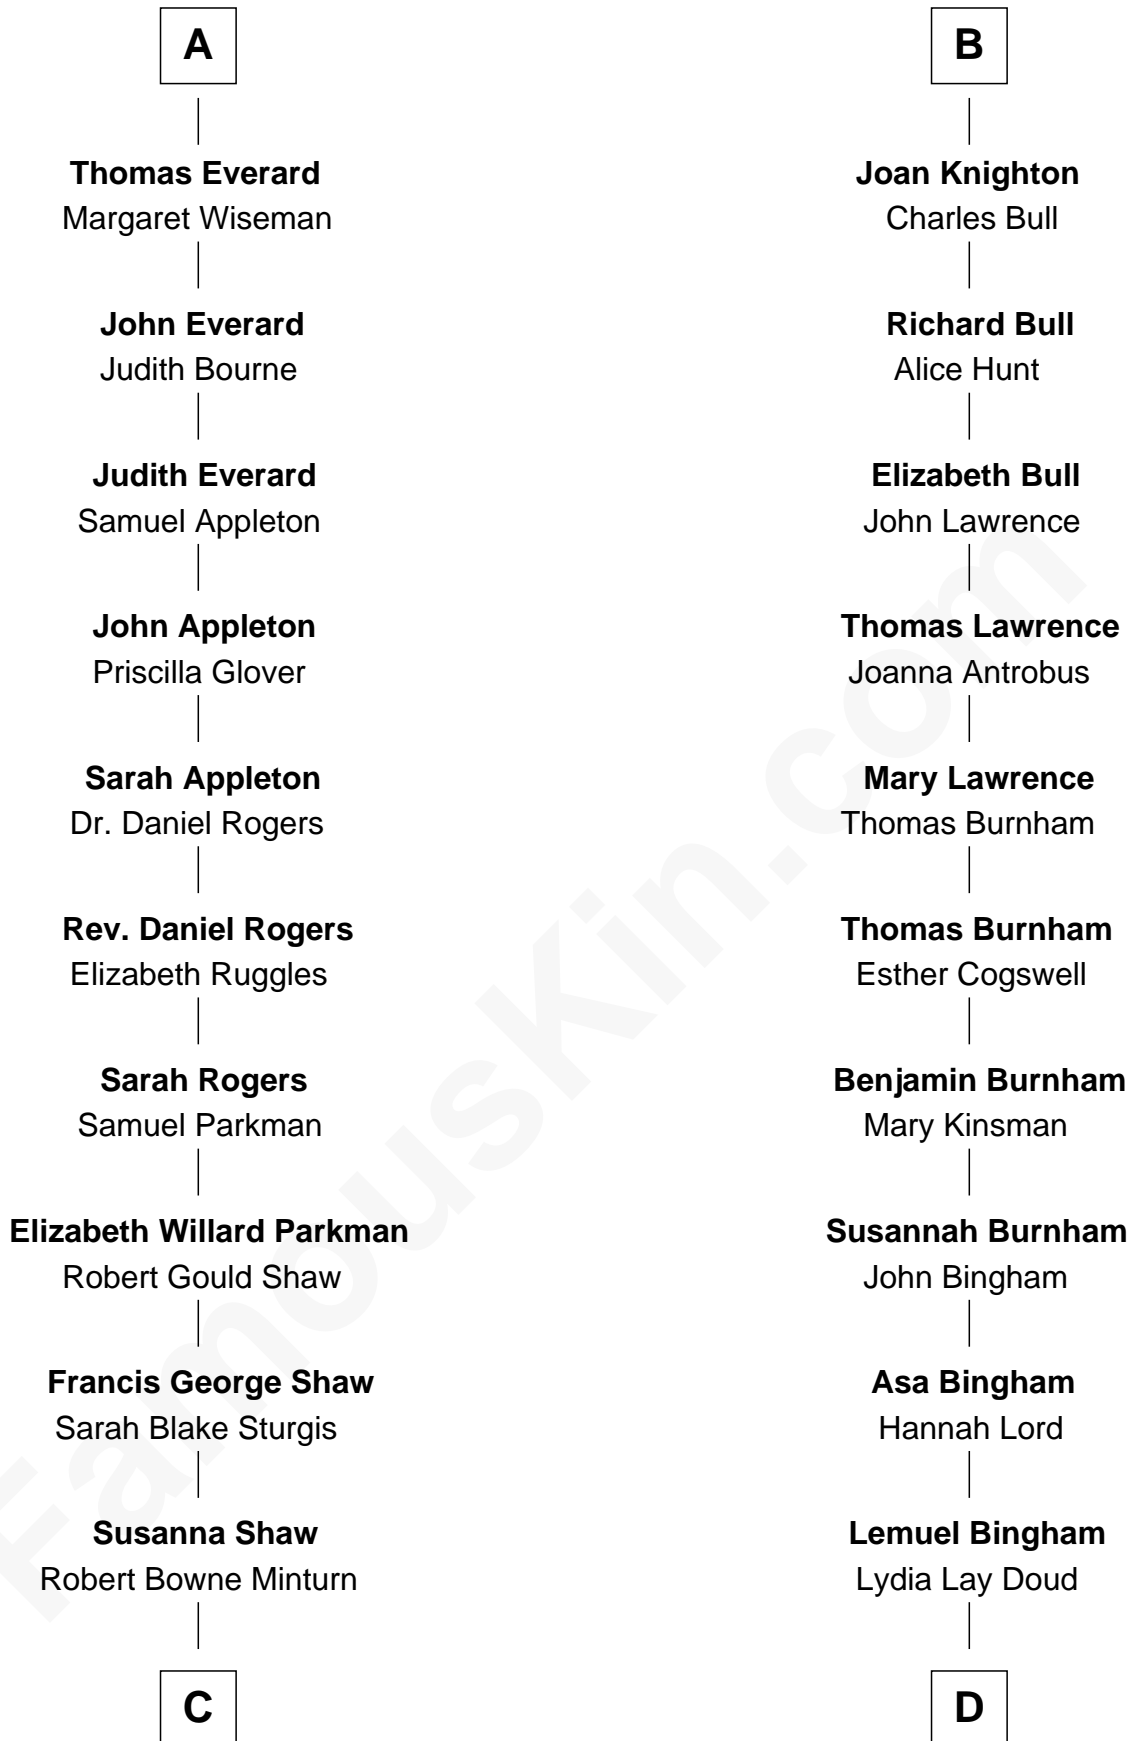 A
Thomas Everard
Margaret Wiseman
John Everard
Judith Bourne
Judith Everard
Samuel Appleton
John Appleton
Priscilla Glover
Sarah Appleton
Dr. Daniel Rogers
Rev. Daniel Rogers
Elizabeth Ruggles
Sarah Rogers
Samuel Parkman
Elizabeth Willard Parkman
Robert Gould Shaw
Francis George Shaw
Sarah Blake Sturgis
Susanna Shaw
Robert Bowne Minturn
C
B
Joan Knighton
Charles Bull
Richard Bull
Alice Hunt
Elizabeth Bull
John Lawrence
Thomas Lawrence
Joanna Antrobus
Mary Lawrence
Thomas Burnham
Thomas Burnham
Esther Cogswell
Benjamin Burnham
Mary Kinsman
Susannah Burnham
John Bingham
Asa Bingham
Hannah Lord
Lemuel Bingham
Lydia Lay Doud
D
FamousKin.com